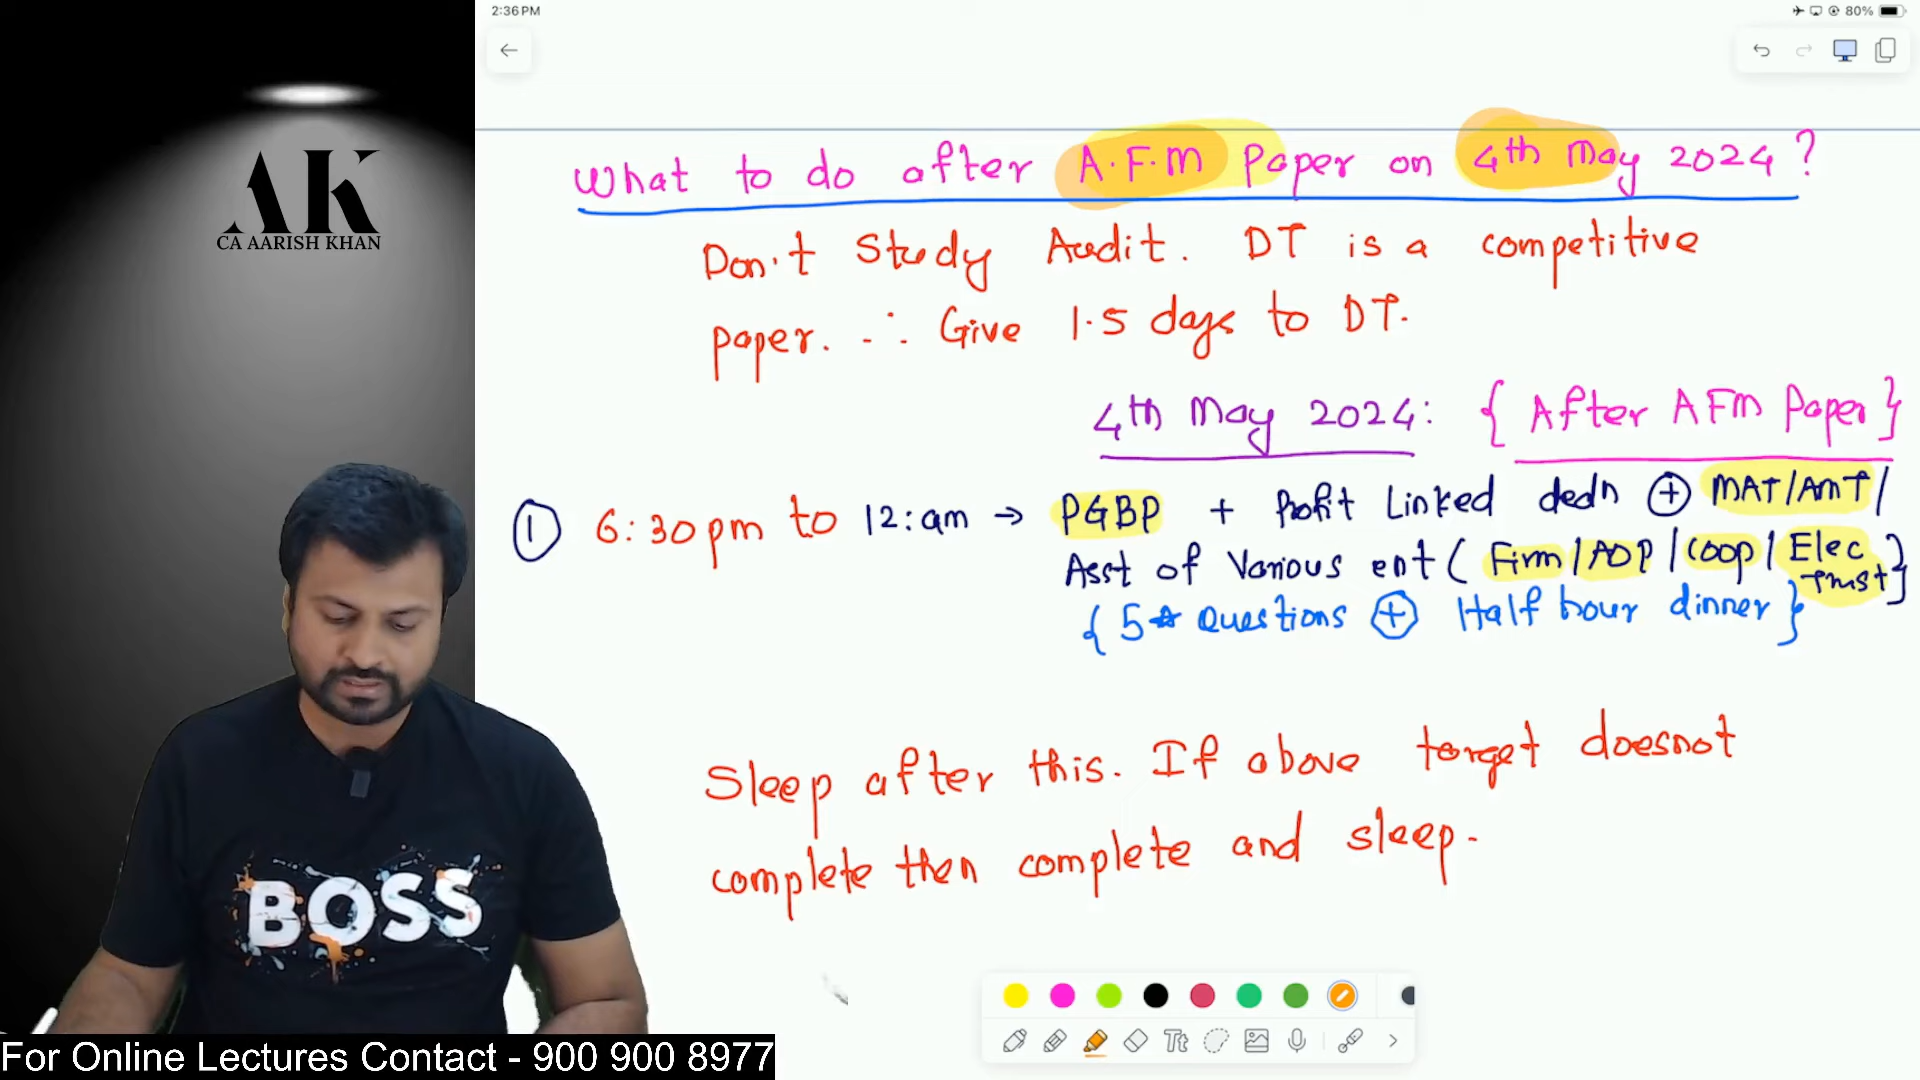 2:36 PM
80%
AK
CA AARISH KHAN
What to do after A.F.M Paper on 4th May 2024?
Don't Study Audit. DT is a competitive
paper. ∴ Give 1.5 days to DT.
4th May 2024: { After AFM Paper}
① 6:30pm to 12:am → PGBP + Profit Linked dedn ⊕ MAT/AMT/
Asst of Various ent ( Firm/AOP/Coop/Elec
Trust}
{5* Questions ⊕ Half hour dinner}
Sleep after this. If above target doesnot
complete then complete and sleep.
BOSS
Tt
For Online Lectures Contact - 900 900 8977